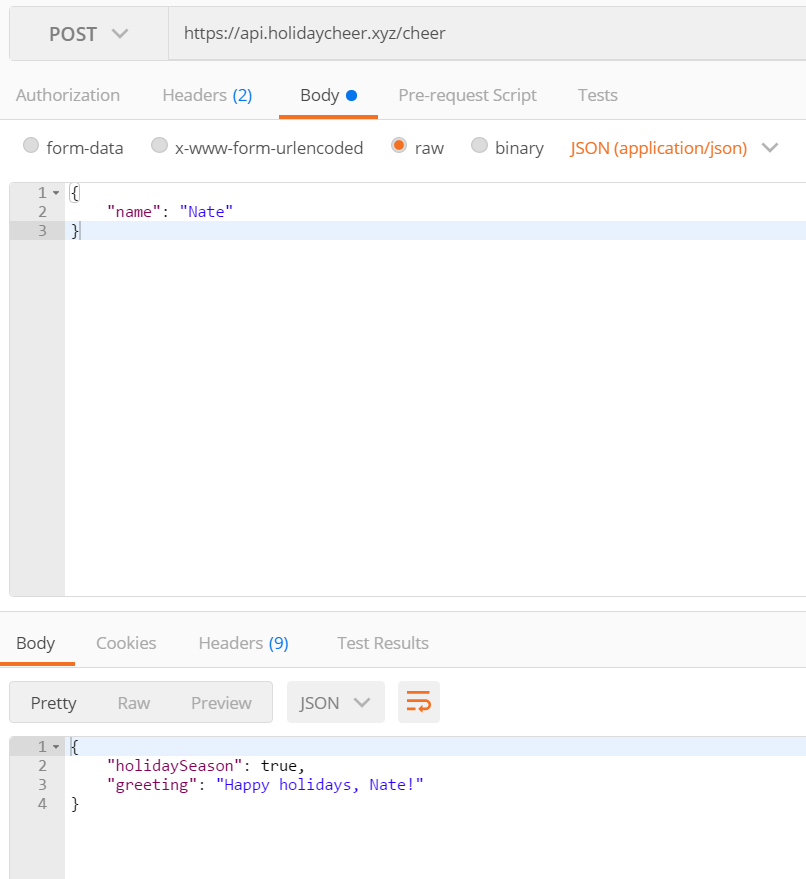 POST https://api.holidaycheer.xyz/cheer
Authorization Headers (2) Body Pre-request Script Tests
form-data x-www-form-urlencoded raw binary JSON (application/json)
1 {
2 "name": "Nate"
3 }
Body Cookies Headers (9) Test Results
Pretty Raw Preview JSON
1 {
2 "holidaySeason": true,
3 "greeting": "Happy holidays, Nate!"
4 }